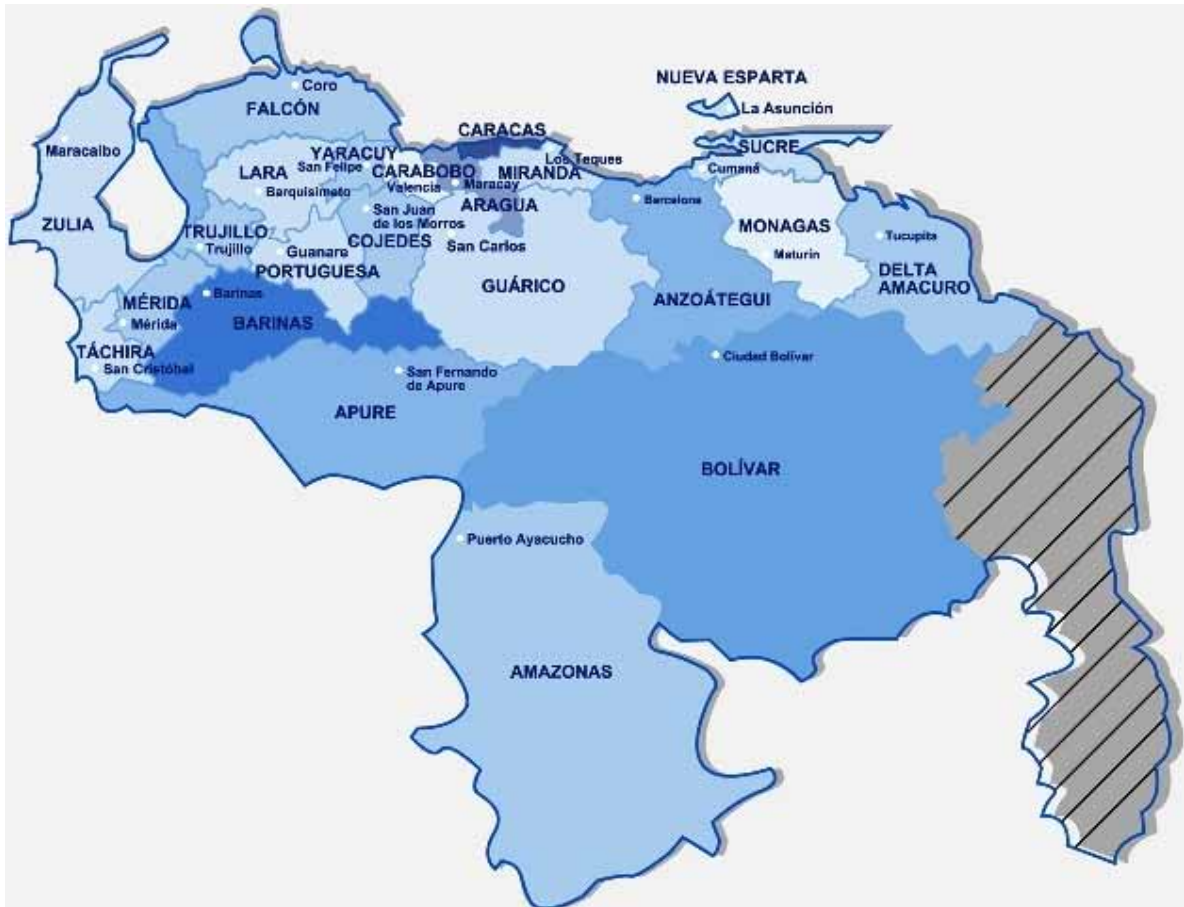 NUEVA ESPARTA
La Asunción
Coro
FALCÓN
CARACAS
Maracaibo
YARACUY
San Felipe
LARA
CARABOBO
Valencia
Barquisimeto
Los Teques
MIRANDA
Maracay
SUCRE
Cumaná
ARAGUA
Barcelona
ZULIA
San Juan
de los Morros
TRUJILLO
Trujillo
COJEDES
San Carlos
MONAGAS
Maturín
Tucupita
Guanare
PORTUGUESA
GUÁRICO
ANZOÁTEGUI
DELTA
AMACURO
MÉRIDA
Barinas
Mérida
BARINAS
TÁCHIRA
San Cristóbal
San Fernando
de Apure
Ciudad Bolívar
APURE
BOLÍVAR
Puerto Ayacucho
AMAZONAS